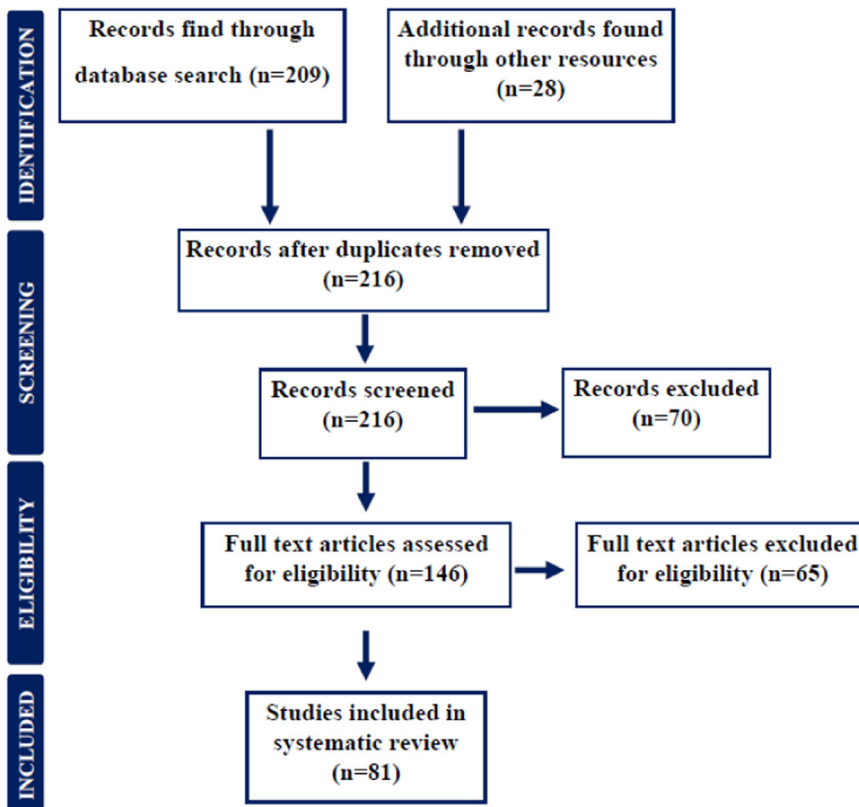 IDENTIFICATION
Records find through
database search (n=209)
Additional records found
through other resources
(n=28)
SCREENING
Records after duplicates removed
(n=216)
Records screened
(n=216)
Records excluded
(n=70)
ELIGIBILITY
Full text articles assessed
for eligibility (n=146)
Full text articles excluded
for eligibility (n=65)
INCLUDED
Studies included in
systematic review
(n=81)